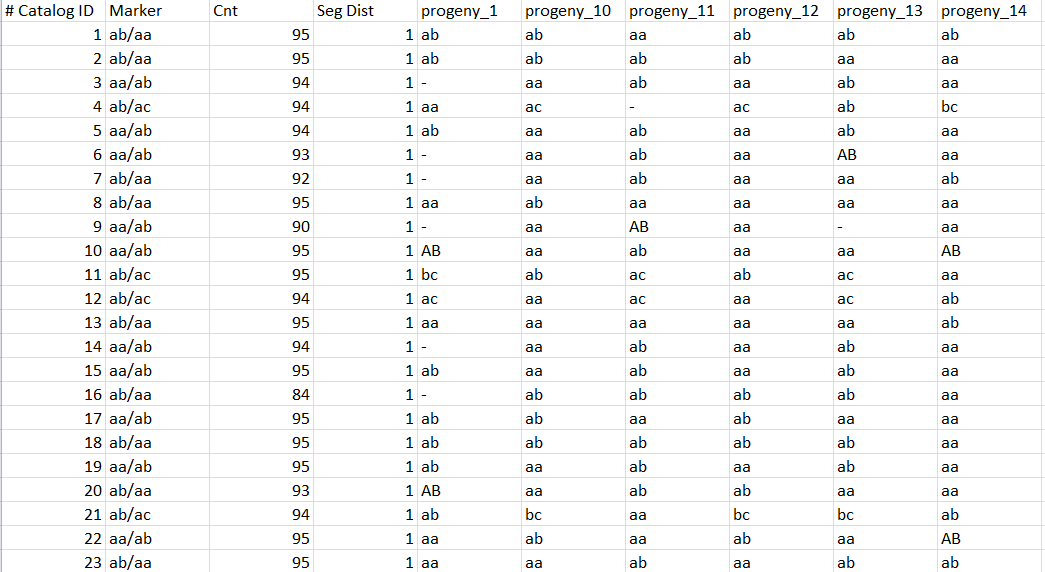 # Catalog ID Marker Cnt Seg Dist progeny_1 progeny_10 progeny_11 progeny_12 progeny_13 progeny_14
1 ab/aa 95 1 ab ab aa ab ab ab
2 ab/aa 95 1 ab ab ab ab aa aa
3 aa/ab 94 1 - aa ab aa ab aa
4 ab/ac 94 1 aa ac - ac ab bc
5 aa/ab 94 1 ab aa ab aa ab aa
6 aa/ab 93 1 - aa ab aa AB aa
7 ab/aa 92 1 - aa ab aa aa ab
8 ab/aa 95 1 aa ab aa aa aa aa
9 aa/ab 90 1 - aa AB aa - aa
10 aa/ab 95 1 AB aa ab aa aa AB
11 ab/ac 95 1 bc ab ac ab ac aa
12 ab/ac 94 1 ac aa ac aa ac ab
13 ab/aa 95 1 aa aa aa aa aa ab
14 aa/ab 94 1 - aa ab aa ab aa
15 aa/ab 95 1 ab aa ab aa ab aa
16 ab/aa 84 1 - ab ab ab ab aa
17 aa/ab 95 1 ab ab aa ab aa aa
18 ab/aa 95 1 ab ab ab ab ab aa
19 aa/ab 95 1 ab aa ab aa ab aa
20 ab/aa 93 1 AB aa ab ab aa aa
21 ab/ac 94 1 ab bc aa bc bc ab
22 aa/ab 95 1 aa ab aa ab aa AB
23 ab/aa 95 1 aa aa ab aa ab ab